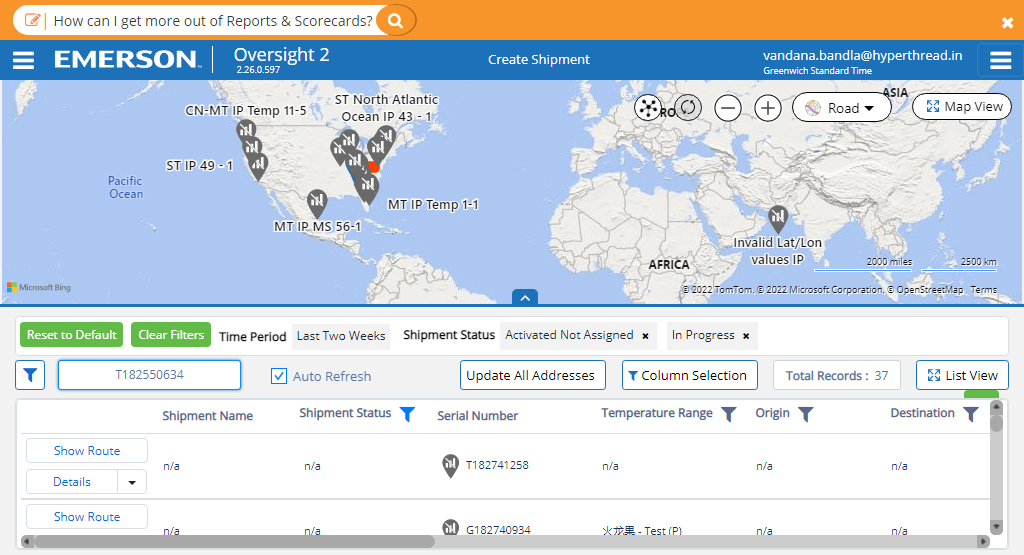 How can I get more out of Reports & Scorecards?
EMERSON
Oversight 2
2.26.0.597
Create Shipment
vandana.bandla@hyperthread.in
Greenwich Standard Time
ASIA
Road
Map View
CN-MT IP Temp 11-5
ST North Atlantic
Ocean IP 43 - 1
ST IP 49 - 1
Pacific
Ocean
MT IP Temp 1-1
MT IP MS 56-1
Invalid Lat/Lon
values IP
AFRICA
2000 miles
2500 km
Microsoft Bing
© 2022 TomTom, © 2022 Microsoft Corporation, © OpenStreetMap Terms
Reset to Default
Clear Filters
Time Period
Last Two Weeks
Shipment Status
Activated Not Assigned ×
In Progress ×
T182550634
Auto Refresh
Update All Addresses
Column Selection
Total Records : 37
List View
Shipment Name
Shipment Status
Serial Number
Temperature Range
Origin
Destination
Show Route
Details
n/a
n/a
T182741258
n/a
n/a
n/a
Show Route
n/a
n/a
G182740934
火龙果 - Test (P)
n/a
n/a